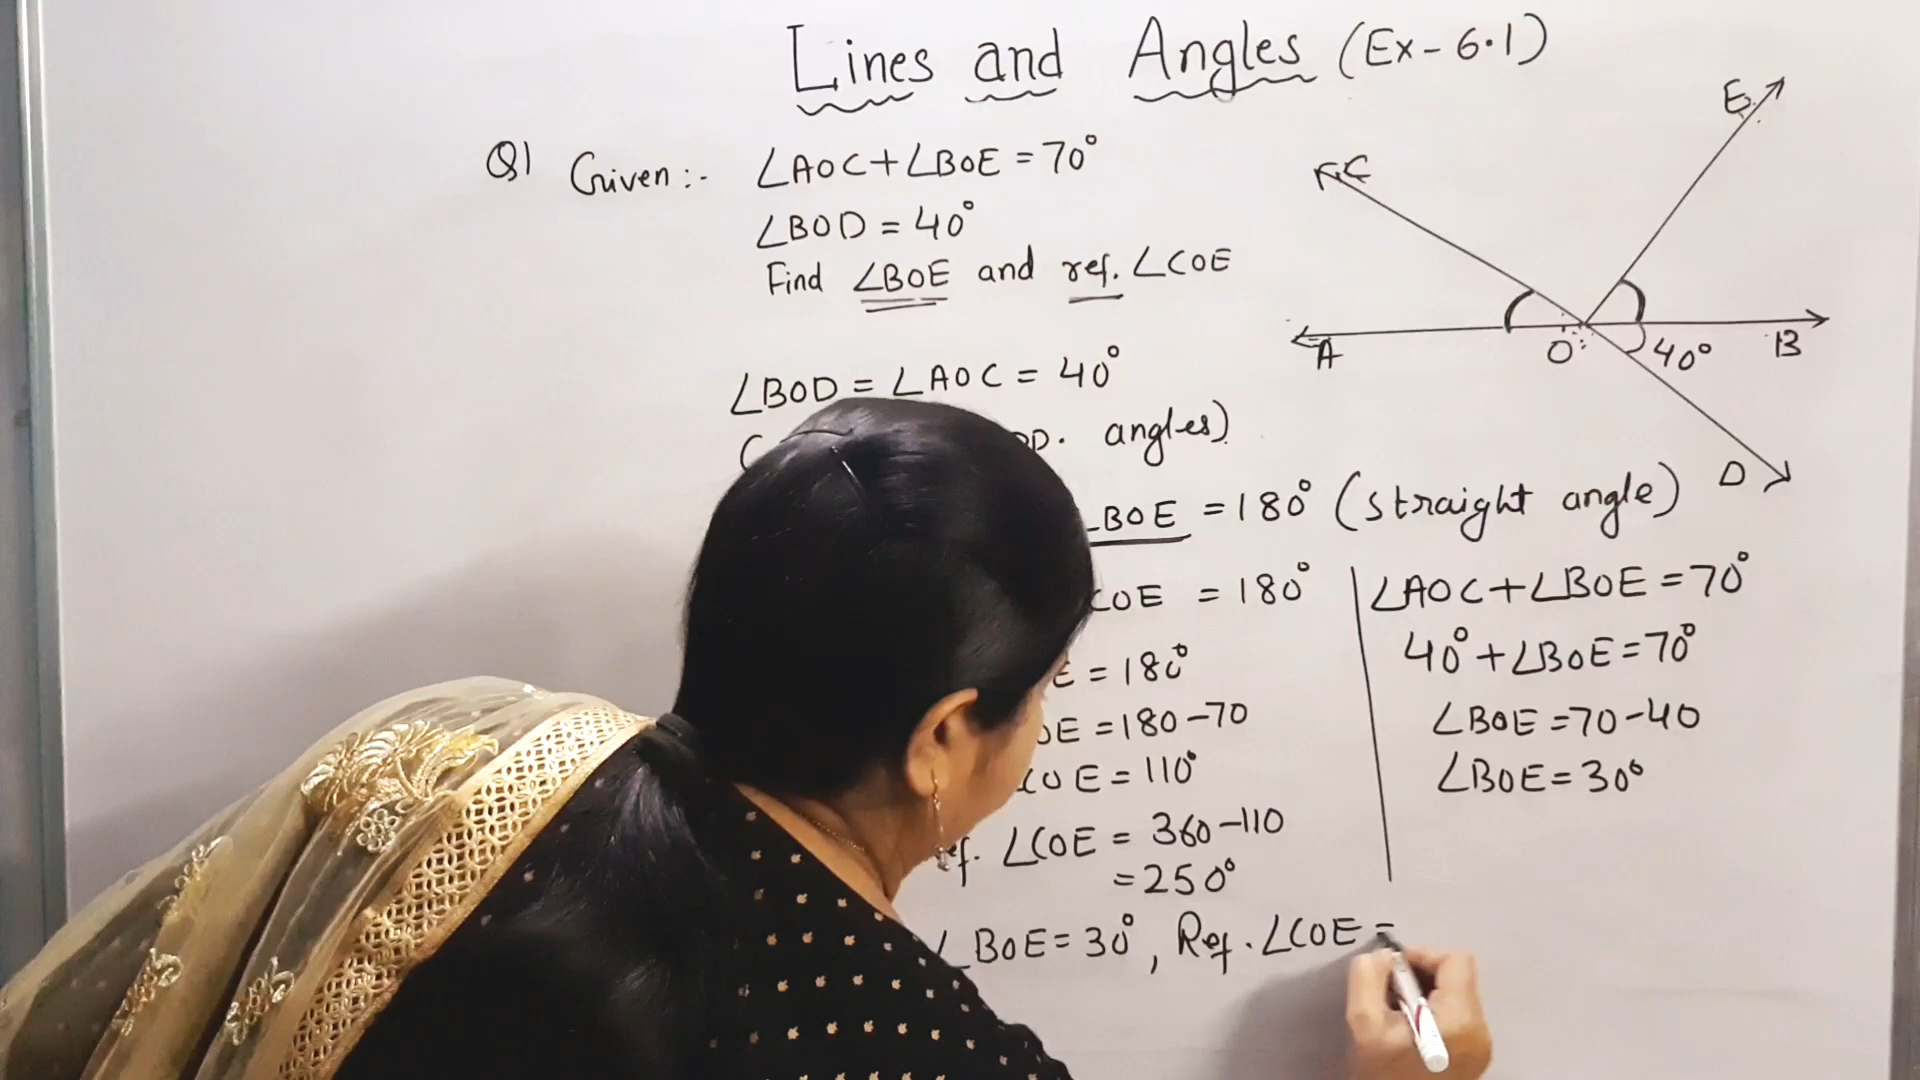 Lines and Angles (Ex-6.1)
Q1 Given:- ∠AOC+∠BOE=70°
∠BOD=40°
Find ∠BOE and ref. ∠COE
E
C
A
O
40°
B
D
∠BOD=∠AOC=40°
( angles)
BOE=180° (straight angle)
COE =180°
E=180°
OE=180-70
COE=110°
∠COE=360-110
=250°
∠AOC+∠BOE=70°
40°+∠BOE=70°
∠BOE=70-40
∠BOE=30°
∠BOE=30°, Ref. ∠COE=